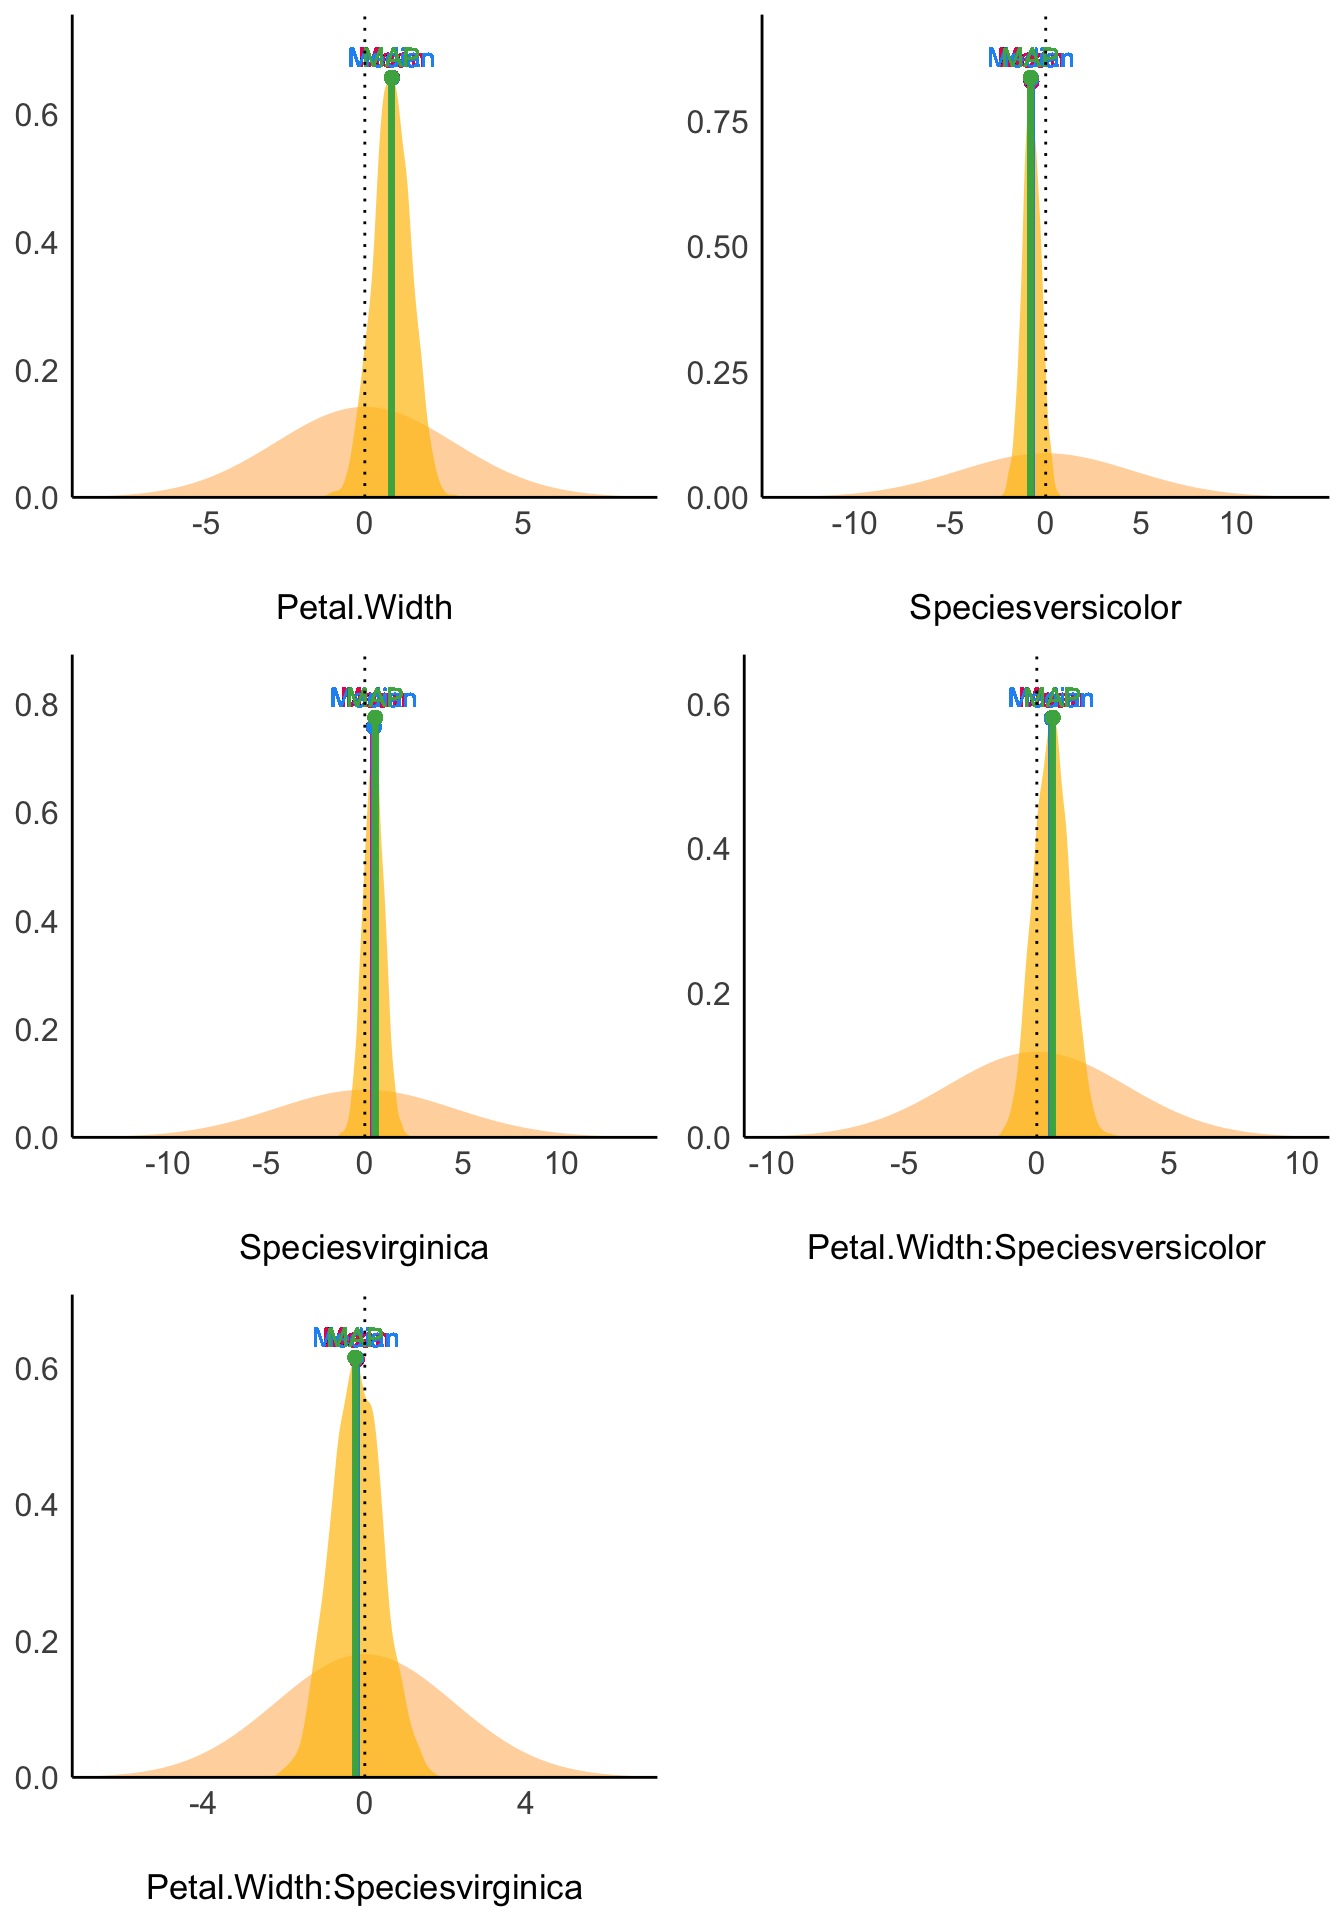 0.6
0.4
0.2
0.0
-5 0 5
Petal.Width
0.75
0.50
0.25
0.00
-10 -5 0 5 10
Speciesversicolor
0.8
0.6
0.4
0.2
0.0
-10 -5 0 5 10
Speciesvirginica
0.6
0.4
0.2
0.0
-10 -5 0 5 10
Petal.Width:Speciesversicolor
0.6
0.4
0.2
0.0
-4 0 4
Petal.Width:Speciesvirginica